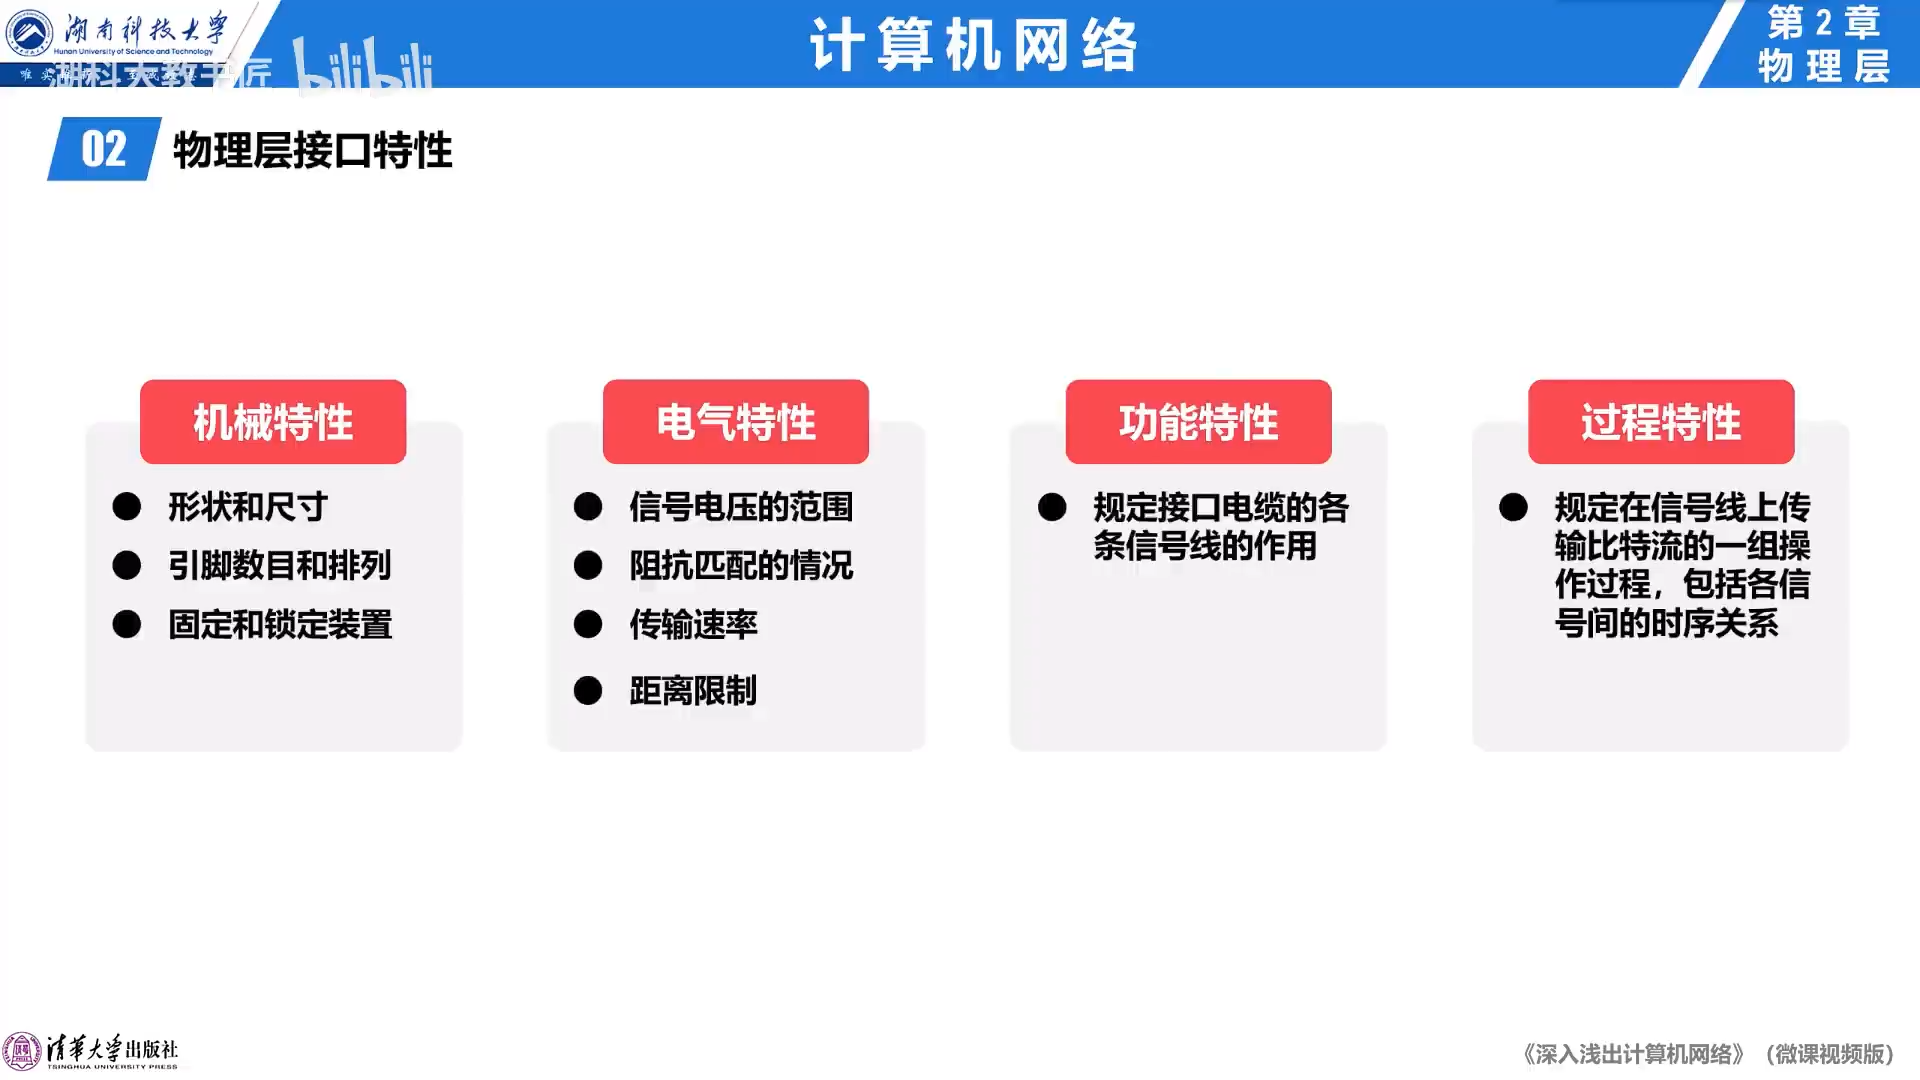 湖南科技大学
Hunan University of Science and Technology
湖科大教书匠
bilibili
计算机网络
第2章
物理层
02
物理层接口特性
机械特性
形状和尺寸
引脚数目和排列
固定和锁定装置
电气特性
信号电压的范围
阻抗匹配的情况
传输速率
距离限制
功能特性
规定接口电缆的各
条信号线的作用
过程特性
规定在信号线上传
输比特流的一组操
作过程，包括各信
号间的时序关系
清华大学出版社
TSINGHUA UNIVERSITY PRESS
《深入浅出计算机网络》（微课视频版）